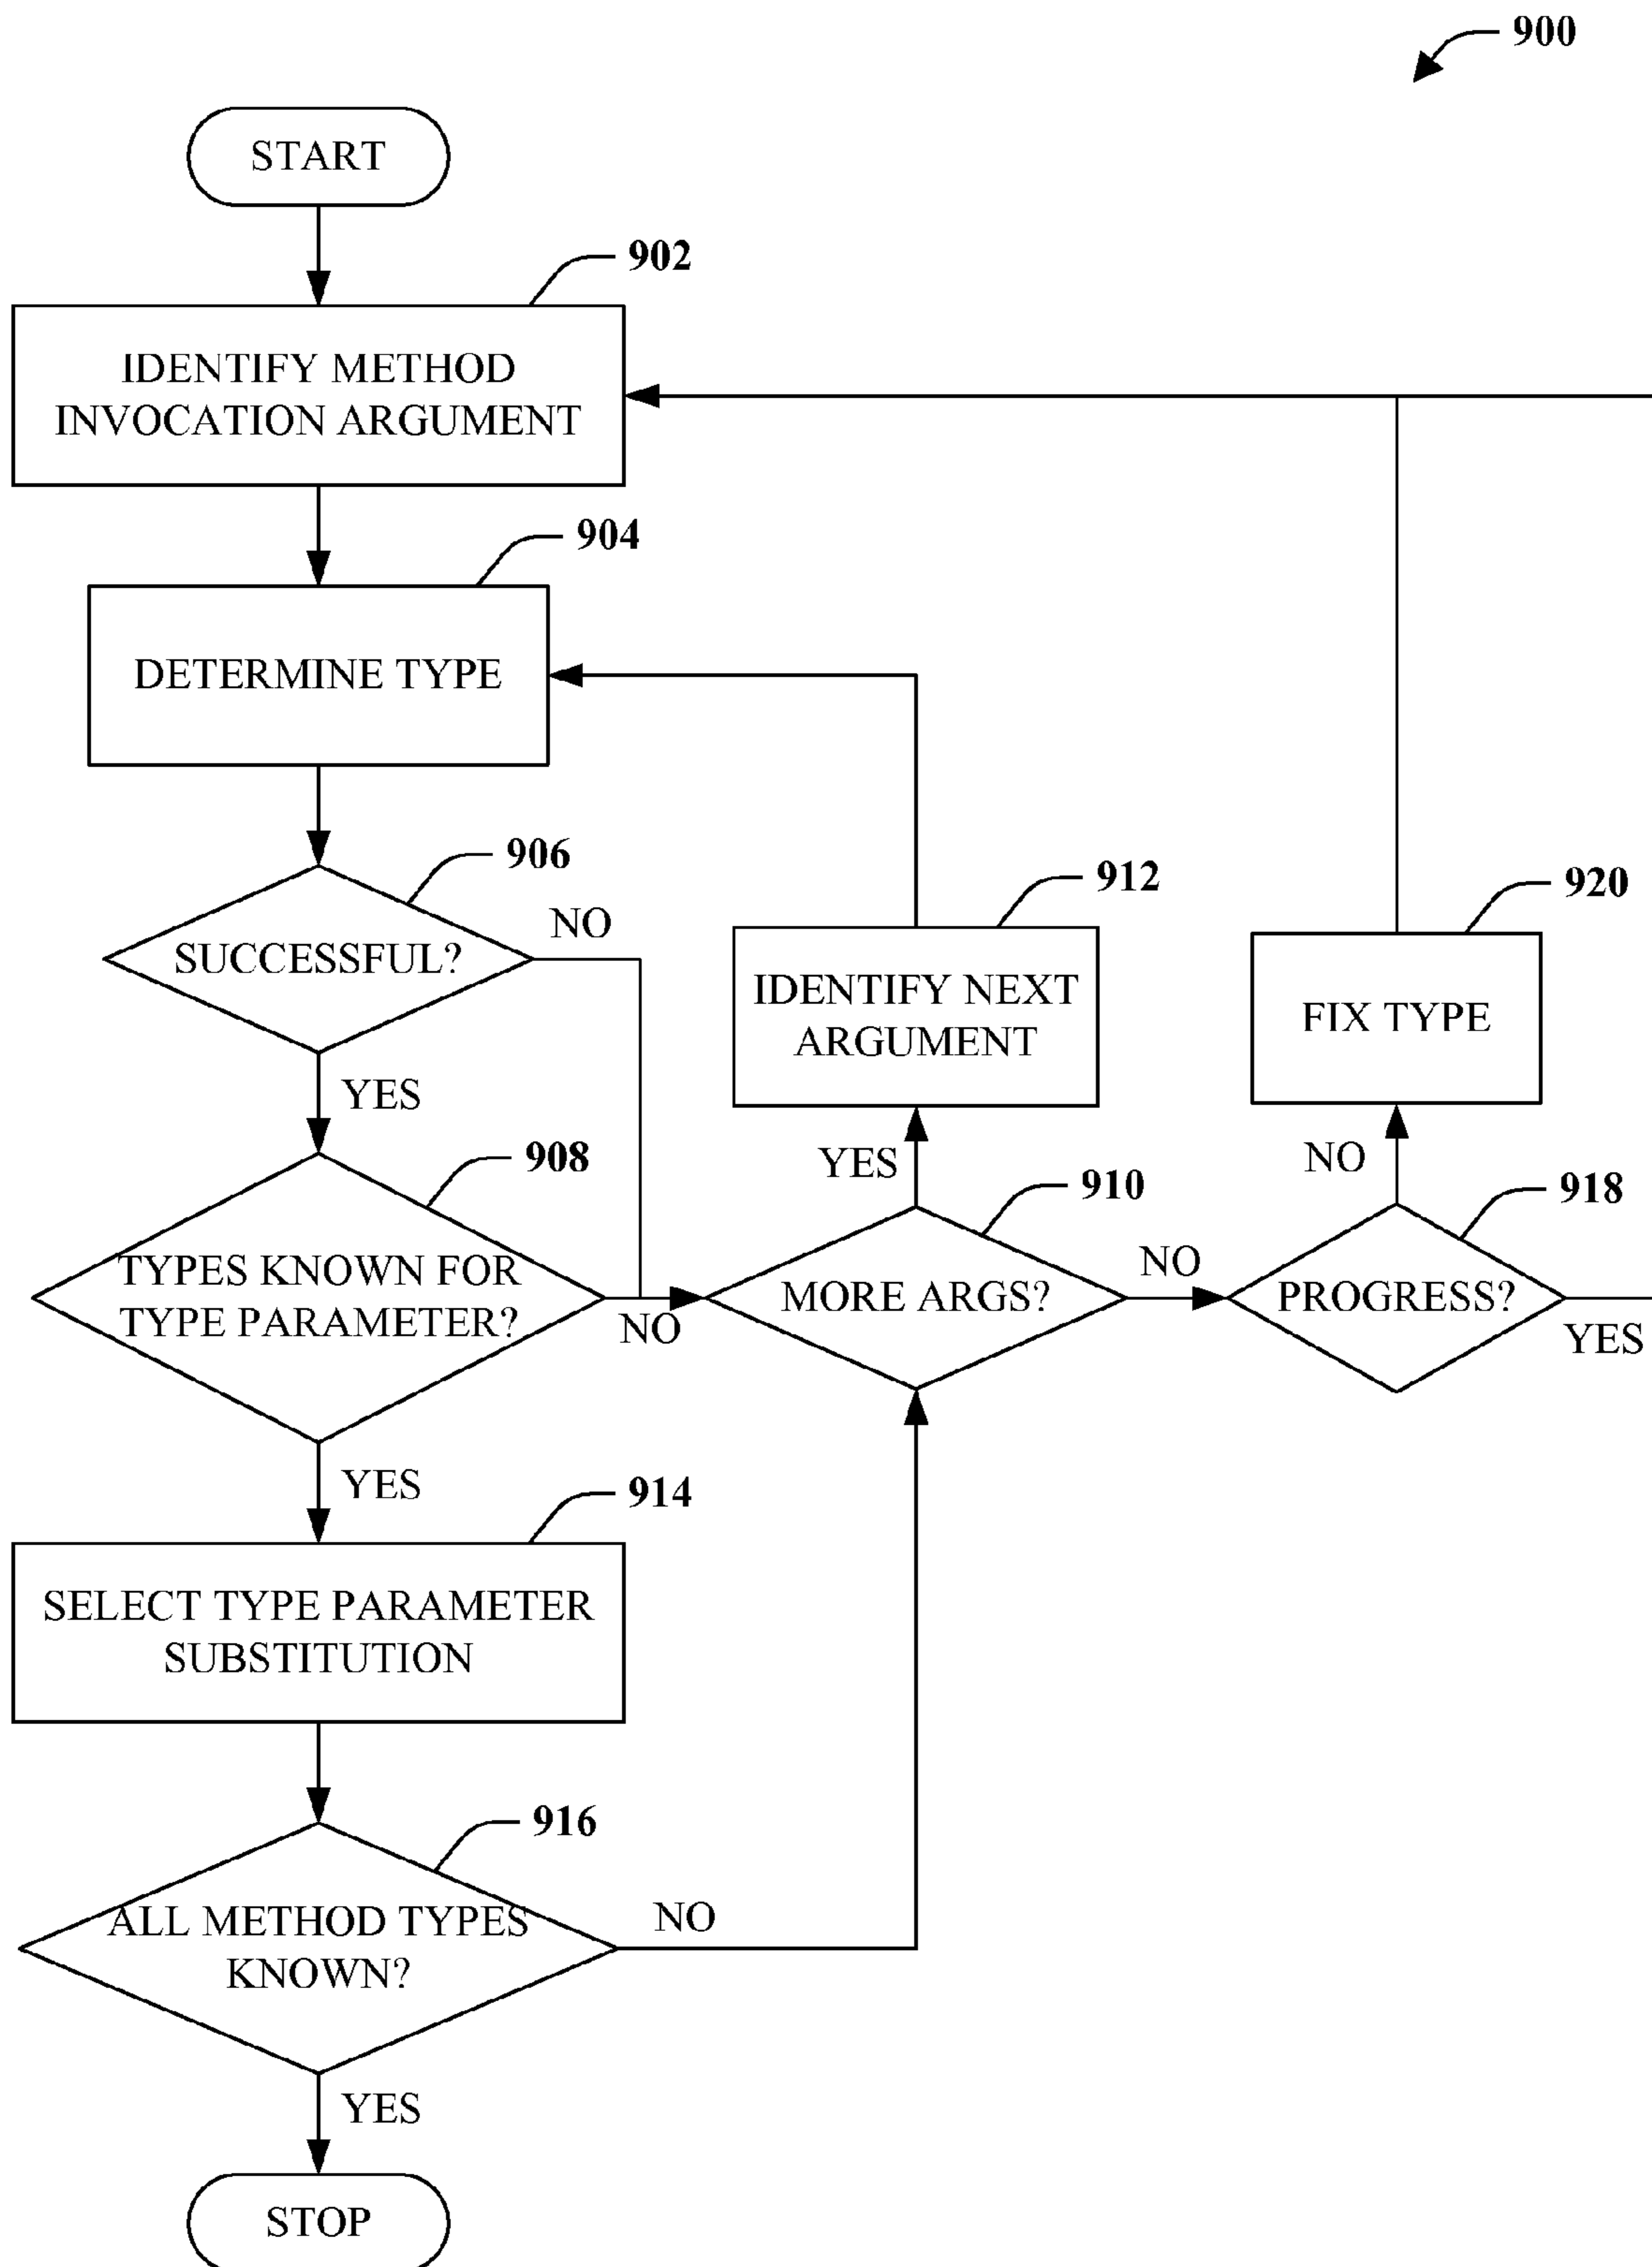 900
START
902
IDENTIFY METHOD
INVOCATION ARGUMENT
904
DETERMINE TYPE
906
NO
SUCCESSFUL?
YES
912
IDENTIFY NEXT
ARGUMENT
920
FIX TYPE
908
TYPES KNOWN FOR
TYPE PARAMETER?
NO
YES
910
MORE ARGS?
NO
NO
918
PROGRESS?
YES
YES
914
SELECT TYPE PARAMETER
SUBSTITUTION
916
ALL METHOD TYPES
KNOWN?
NO
YES
STOP